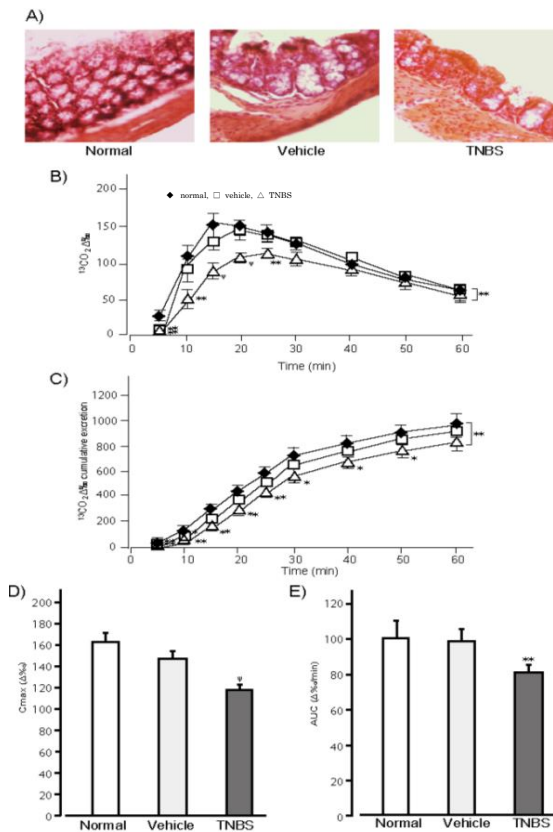 A)
Normal Vehicle TNBS
B)
◆ normal, □ vehicle, △ TNBS
200
150
100
50
0
¹³CO₂Δ‰
** ** ψ ψ ** **
0 10 20 30 40 50 60
Time (min)
C)
1200
1000
800
600
400
200
0
¹³CO₂Δ‰ cumulative excretion
** ** ** ** * * * **
0 10 20 30 40 50 60
Time (min)
D)
180
160
140
120
100
80
60
40
20
0
Cmax (Δ‰)
ψ
Normal Vehicle TNBS
E)
120
100
80
60
40
20
0
AUC (Δ‰/min)
**
Normal Vehicle TNBS